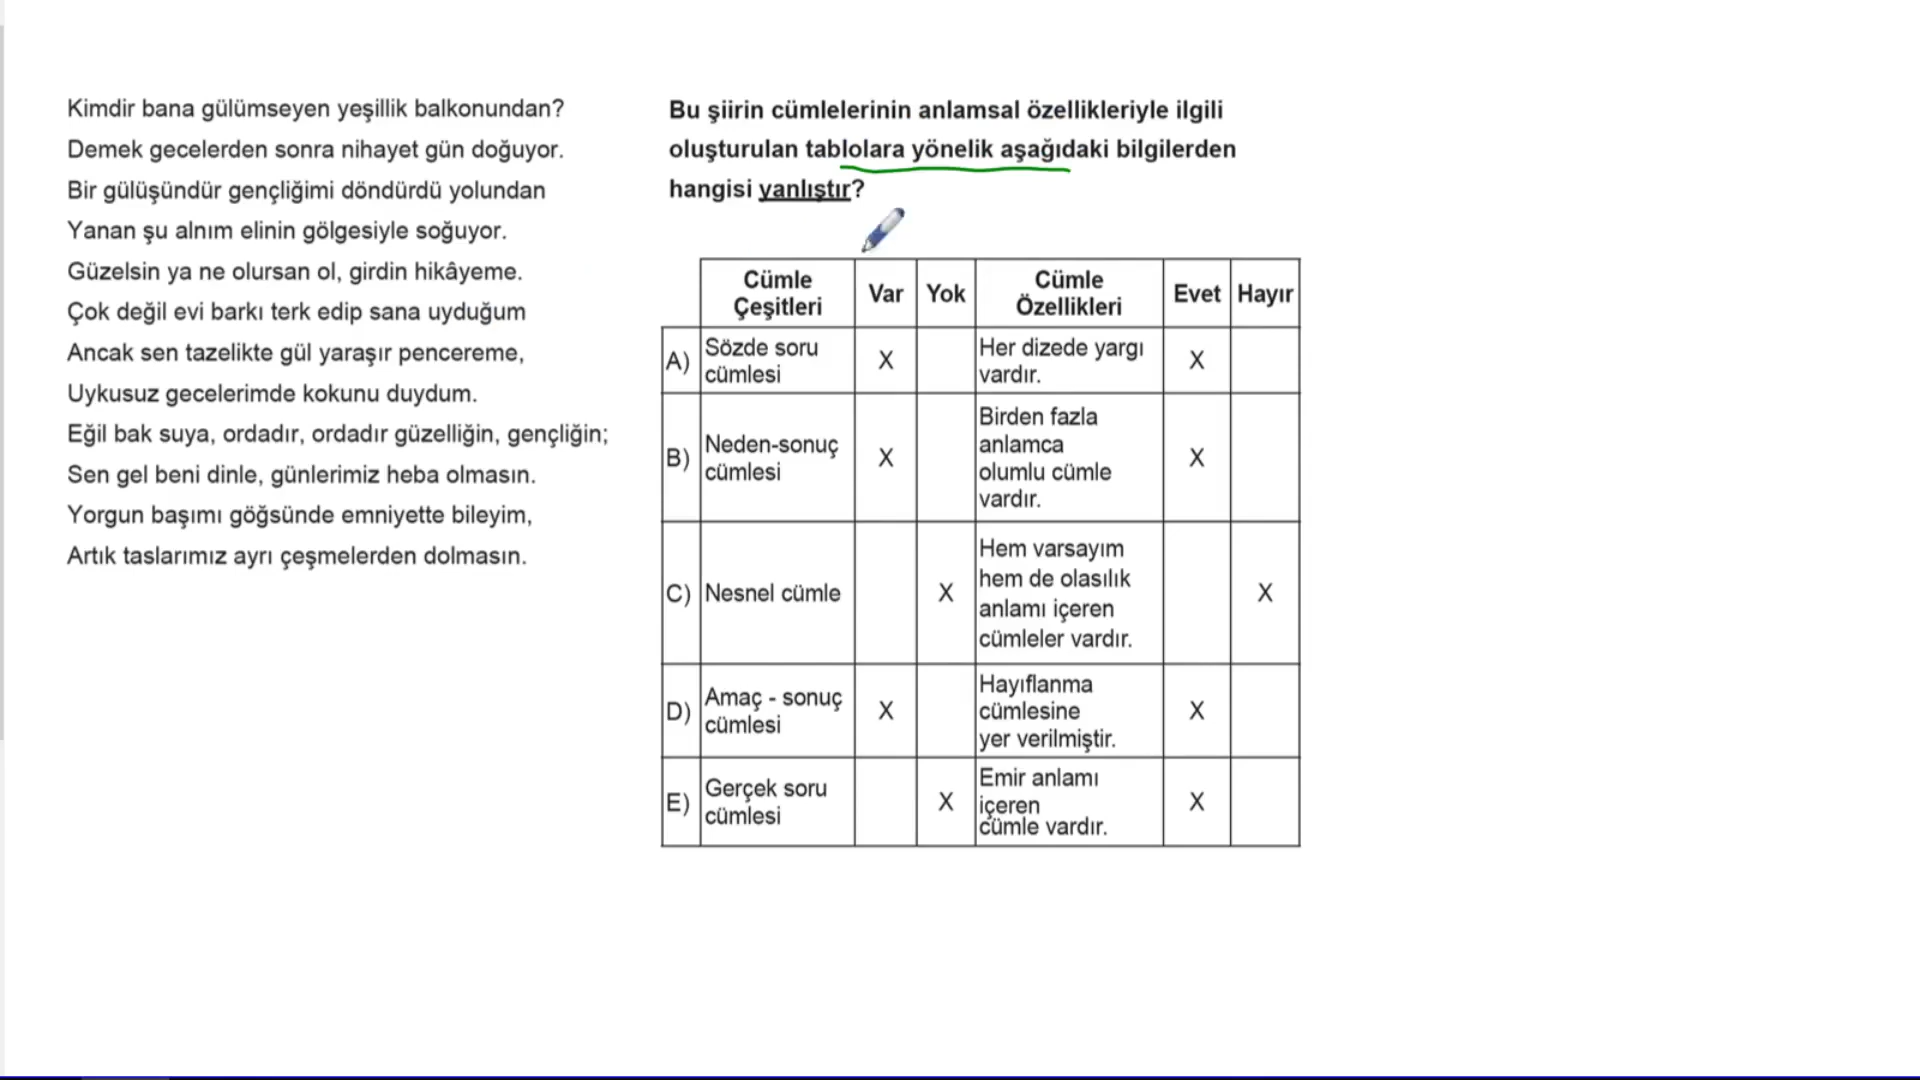 Kimdir bana gülümseyen yeşillik balkonundan?
Demek gecelerden sonra nihayet gün doğuyor.
Bir gülüşündür gençliğimi döndürdü yolundan
Yanan şu alnım elinin gölgesiyle soğuyor.
Güzelsin ya ne olursan ol, girdin hikâyeme.
Çok değil evi barkı terk edip sana uyduğum
Ancak sen tazelikte gül yaraşır pencereme,
Uykusuz gecelerimde kokunu duydum.
Eğil bak suya, ordadır, ordadır güzelliğin, gençliğin;
Sen gel beni dinle, günlerimiz heba olmasın.
Yorgun başımı göğsünde emniyette bileyim,
Artık taslarımız ayrı çeşmelerden dolmasın.
Bu şiirin cümlelerinin anlamsal özellikleriyle ilgili
oluşturulan tablolara yönelik aşağıdaki bilgilerden
hangisi yanlıştır?
Cümle Çeşitleri Var Yok Cümle Özellikleri Evet Hayır
A) Sözde soru cümlesi X Her dizede yargı vardır. X
B) Neden-sonuç cümlesi X Birden fazla anlamca olumlu cümle vardır. X
C) Nesnel cümle X Hem varsayım hem de olasılık anlamı içeren cümleler vardır. X
D) Amaç - sonuç cümlesi X Hayıflanma cümlesine yer verilmiştir. X
E) Gerçek soru cümlesi X Emir anlamı içeren cümle vardır. X